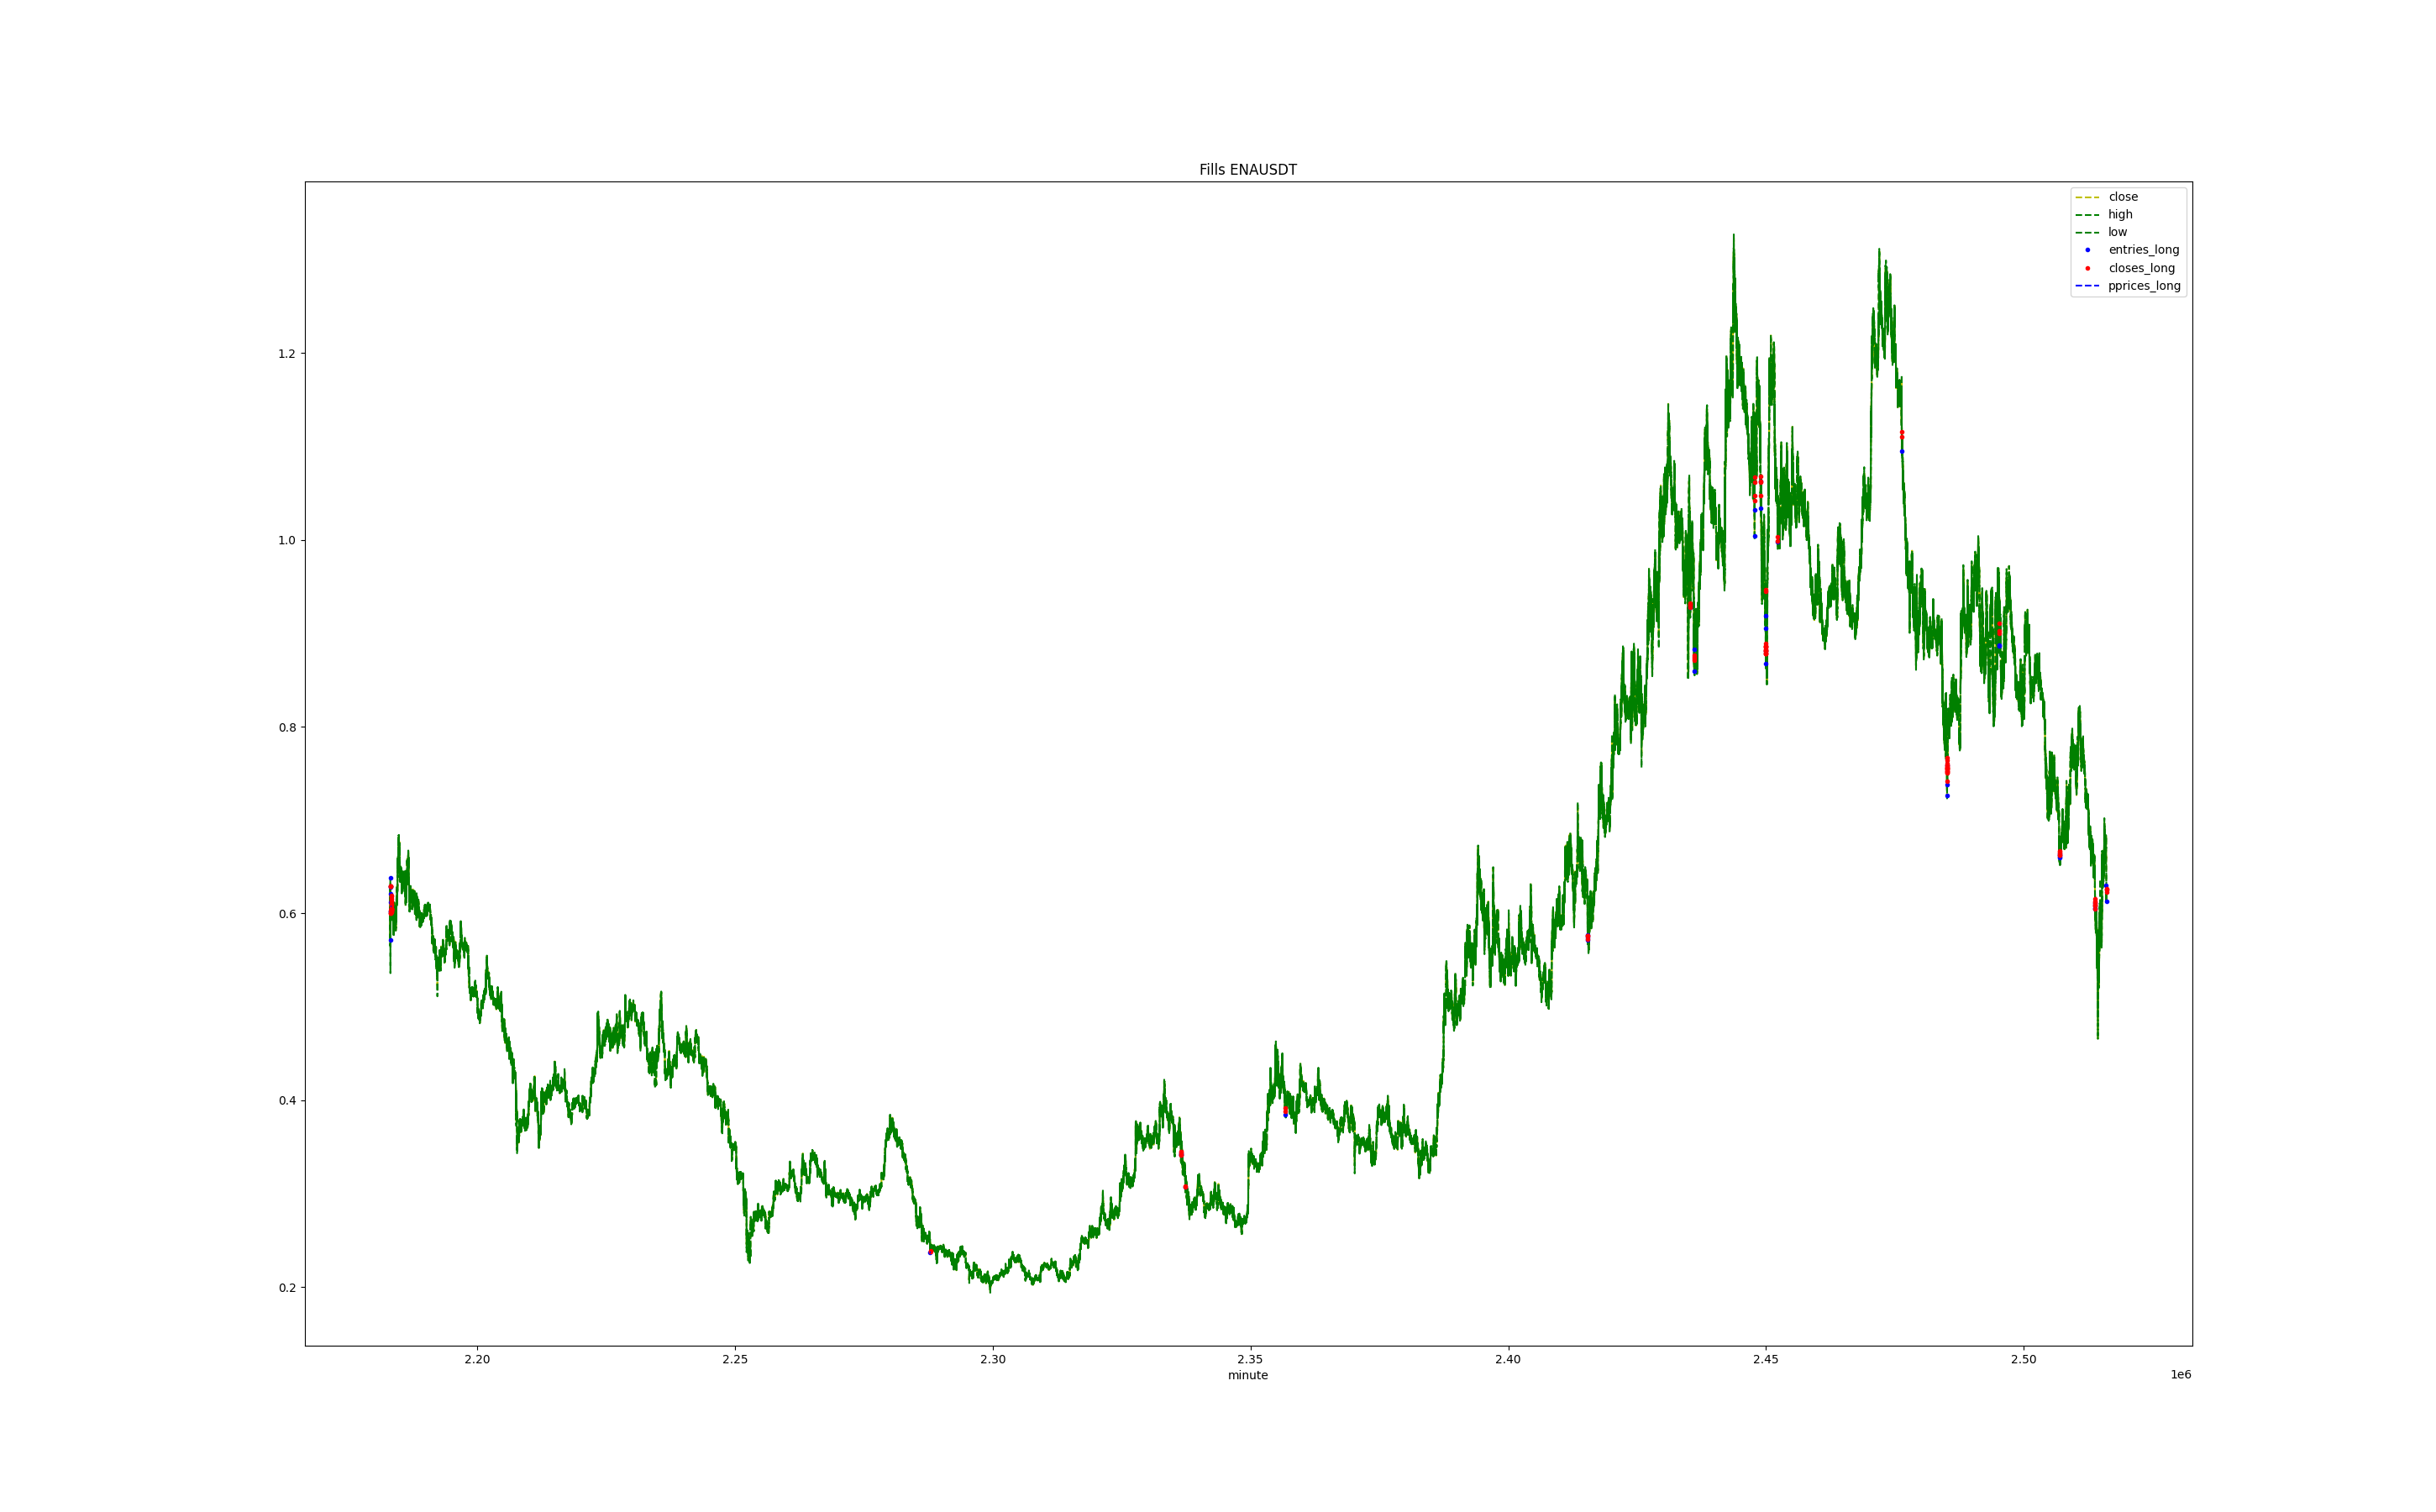 Fills ENAUSDT
close
high
low
entries_long
closes_long
pprices_long
1.2
1.0
0.8
0.6
0.4
0.2
2.20 2.25 2.30 2.35 2.40 2.45 2.50
minute
1e6